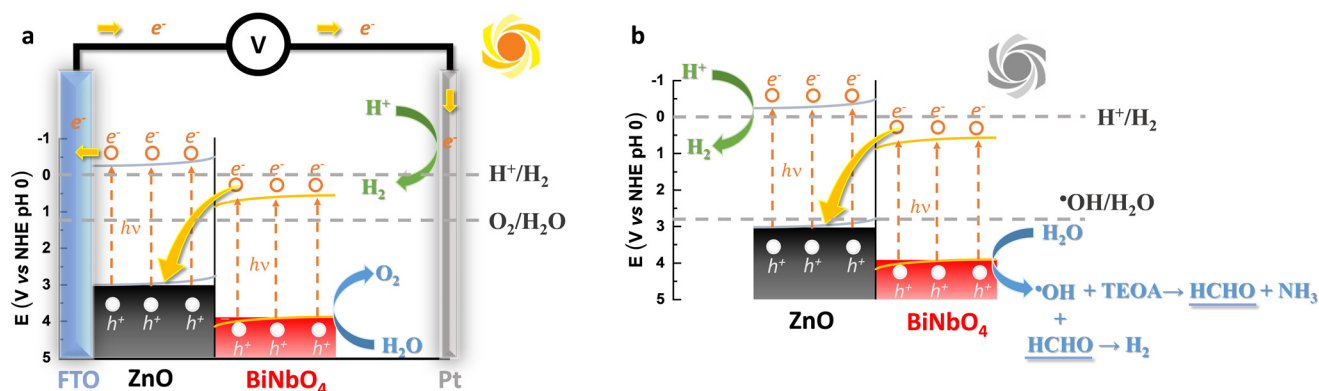 a
e⁻
V
e⁻
H⁺
e⁻
e⁻
e⁻
e⁻
e⁻
H₂
E (V vs NHE pH 0)
-1
0
1
2
3
4
5
e⁻
e⁻
e⁻
hν
hν
H⁺/H₂
O₂/H₂O
O₂
H₂O
h⁺
h⁺
h⁺
h⁺
h⁺
h⁺
FTO
ZnO
BiNbO₄
Pt
b
E (V vs NHE pH 0)
-1
0
1
2
3
4
5
H⁺
H₂
e⁻
e⁻
e⁻
e⁻
e⁻
e⁻
hν
hν
H⁺/H₂
•OH/H₂O
H₂O
h⁺
h⁺
h⁺
h⁺
h⁺
h⁺
•OH + TEOA→ HCHO + NH₃
+
HCHO → H₂
ZnO
BiNbO₄